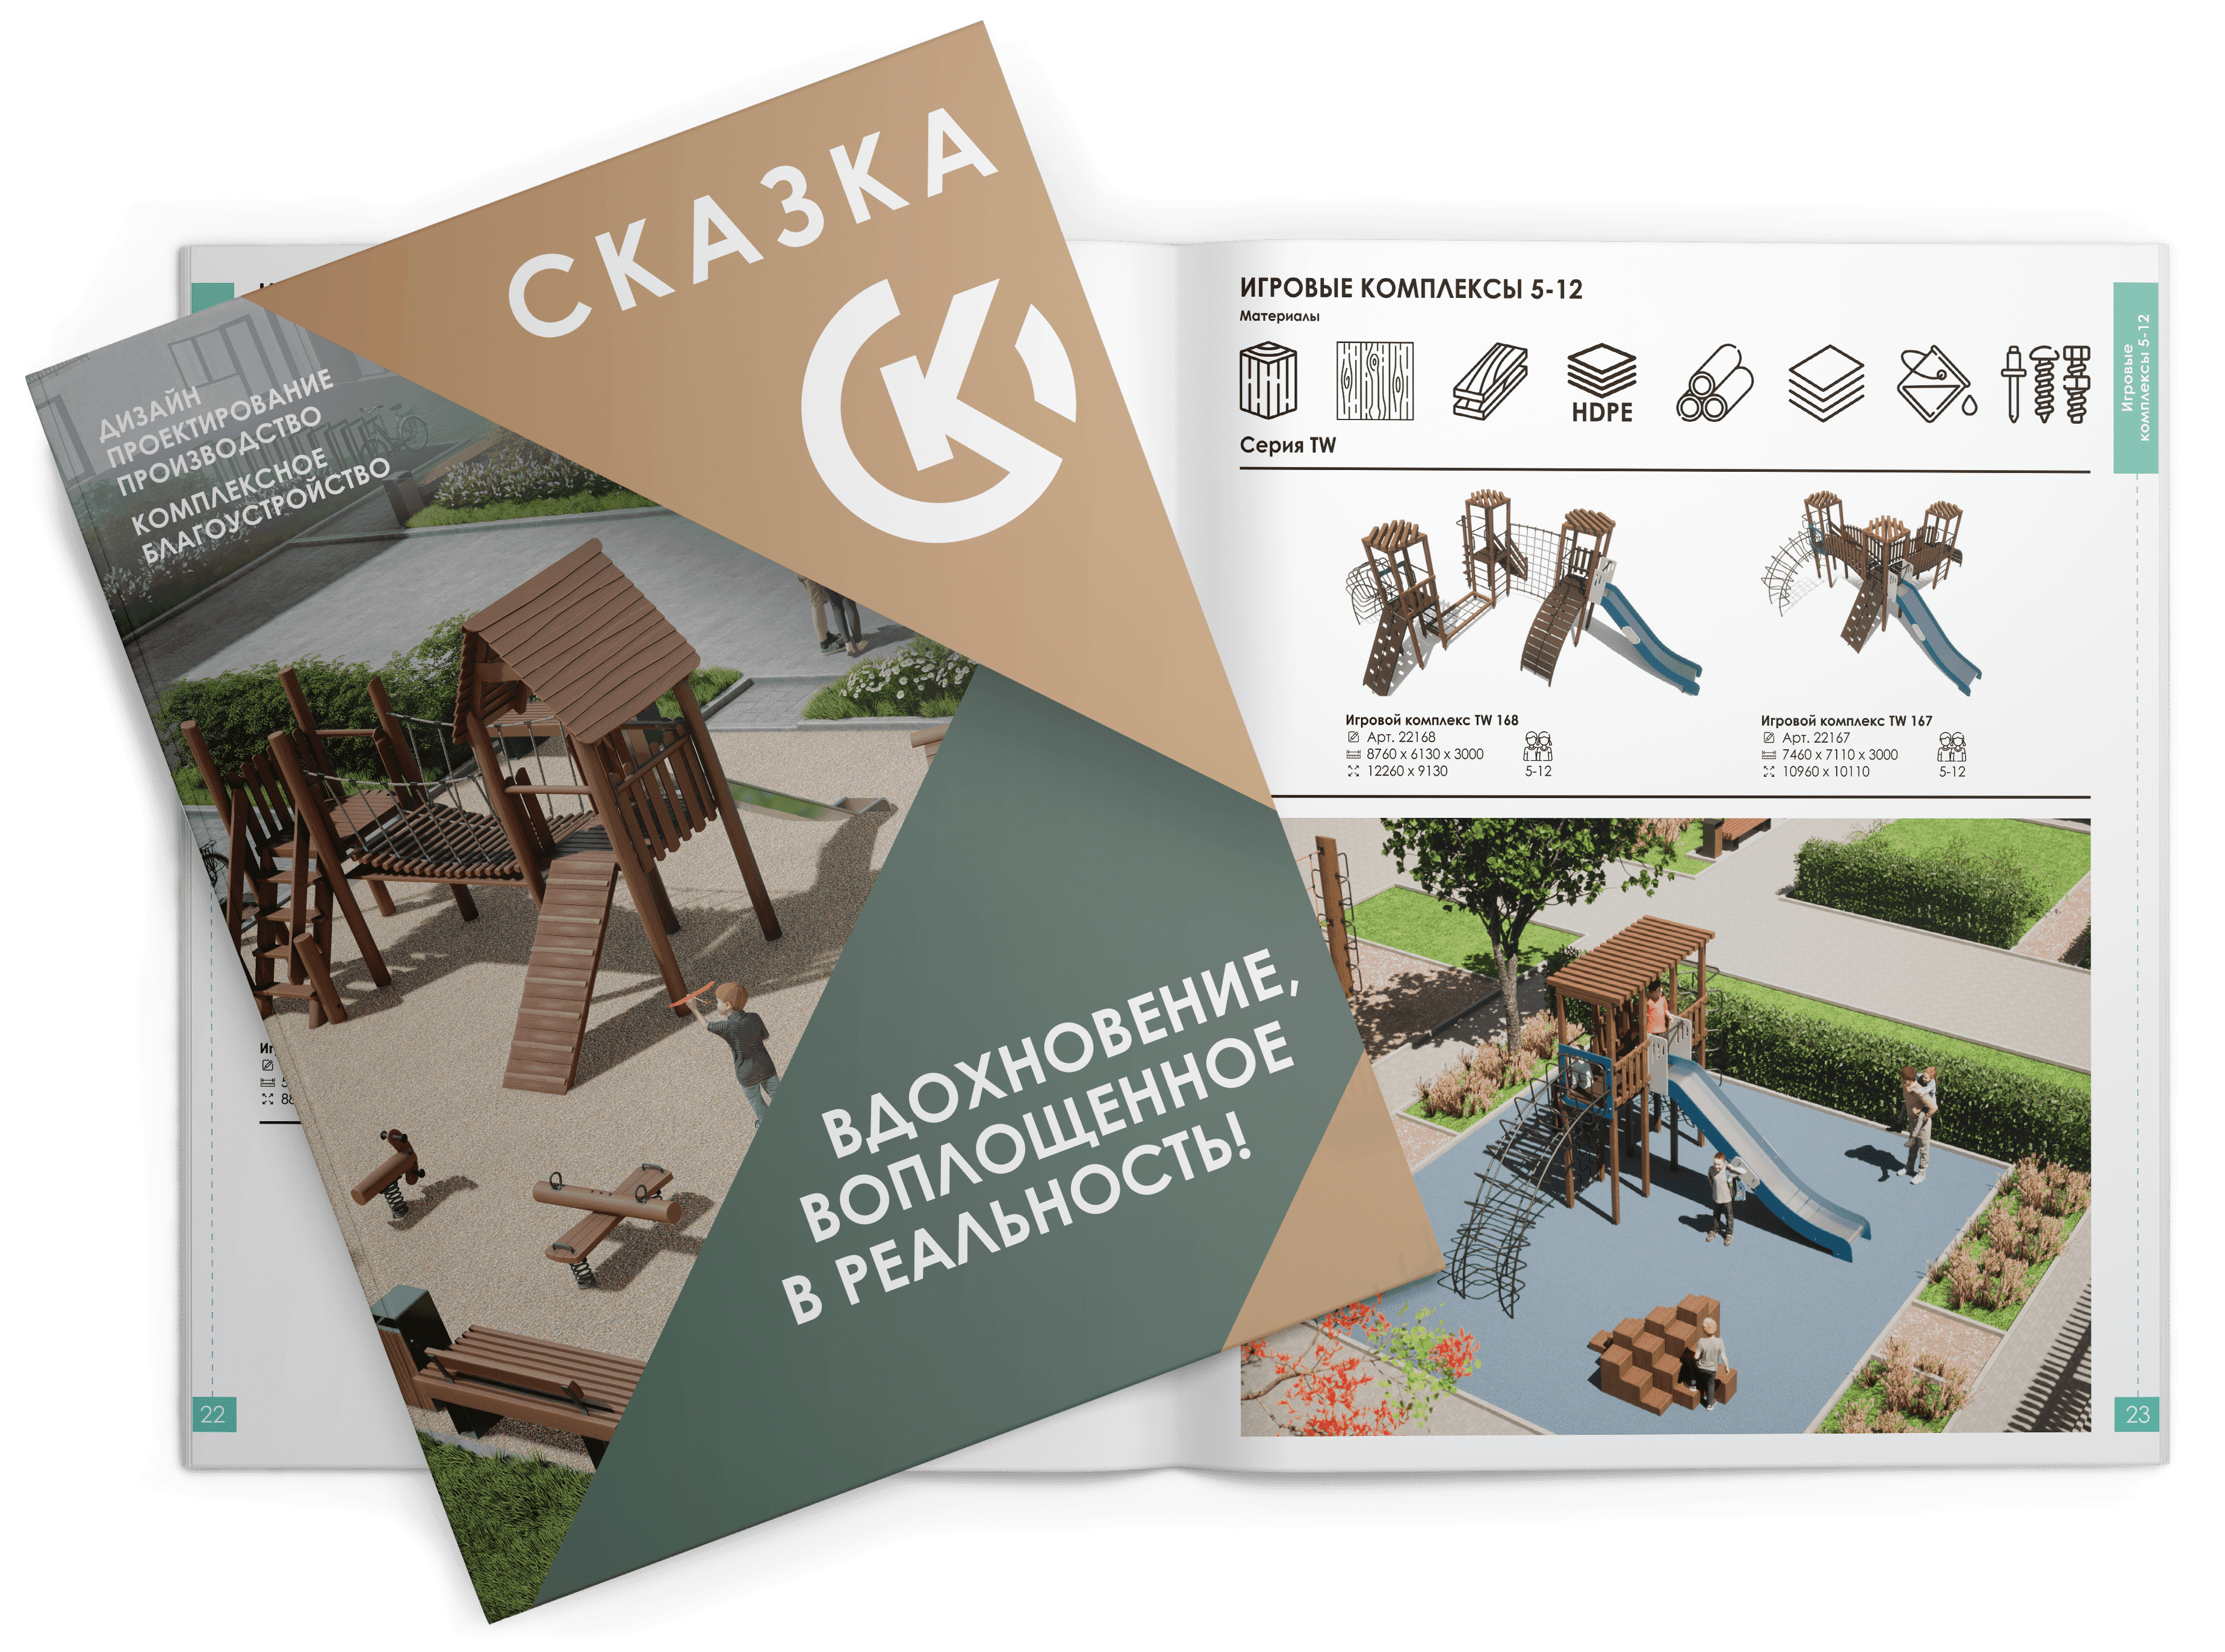 СКАЗКА
СК
ДИЗАЙН
ПРОЕКТИРОВАНИЕ
ПРОИЗВОДСТВО
КОМПЛЕКСНОЕ
БЛАГОУСТРОЙСТВО
ВДОХНОВЕНИЕ,
ВОПЛОЩЕННОЕ
В РЕАЛЬНОСТЬ!
22
ИГРОВЫЕ КОМПЛЕКСЫ 5-12
Материалы
HDPE
Серия TW
Игровой комплекс TW 168
Арт. 22168
8760 x 6130 x 3000
12260 x 9130
5-12
Игровой комплекс TW 167
Арт. 22167
7460 x 7110 x 3000
10960 x 10110
5-12
Игровые
комплексы 5-12
23